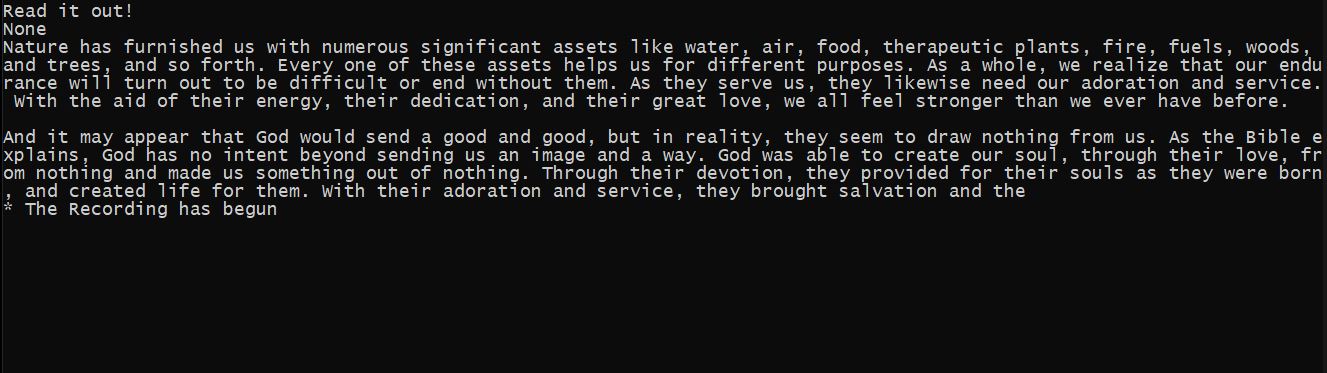 Read it out!
None
Nature has furnished us with numerous significant assets like water, air, food, therapeutic plants, fire, fuels, woods,
and trees, and so forth. Every one of these assets helps us for different purposes. As a whole, we realize that our endu
rance will turn out to be difficult or end without them. As they serve us, they likewise need our adoration and service.
With the aid of their energy, their dedication, and their great love, we all feel stronger than we ever have before.
And it may appear that God would send a good and good, but in reality, they seem to draw nothing from us. As the Bible e
xplains, God has no intent beyond sending us an image and a way. God was able to create our soul, through their love, fr
om nothing and made us something out of nothing. Through their devotion, they provided for their souls as they were born
, and created life for them. With their adoration and service, they brought salvation and the
* The Recording has begun